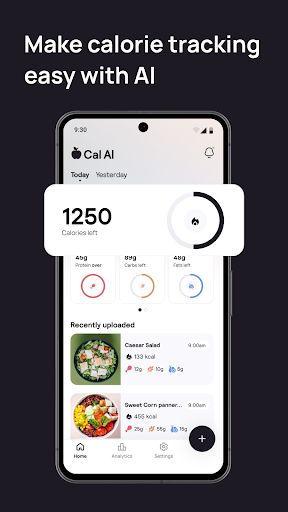 Make calorie tracking
easy with AI
9:30
Cal AI
Today Yesterday
1250
Calories left
45g 89g 48g
Protein over Carbs left Fats left
Recently uploaded
Caesar Salad 9:00am
133 kcal
12g 10g 5g
Sweet Corn panner... 9:00am
455 kcal
25g 55g 15g
+
Home Analytics Settings